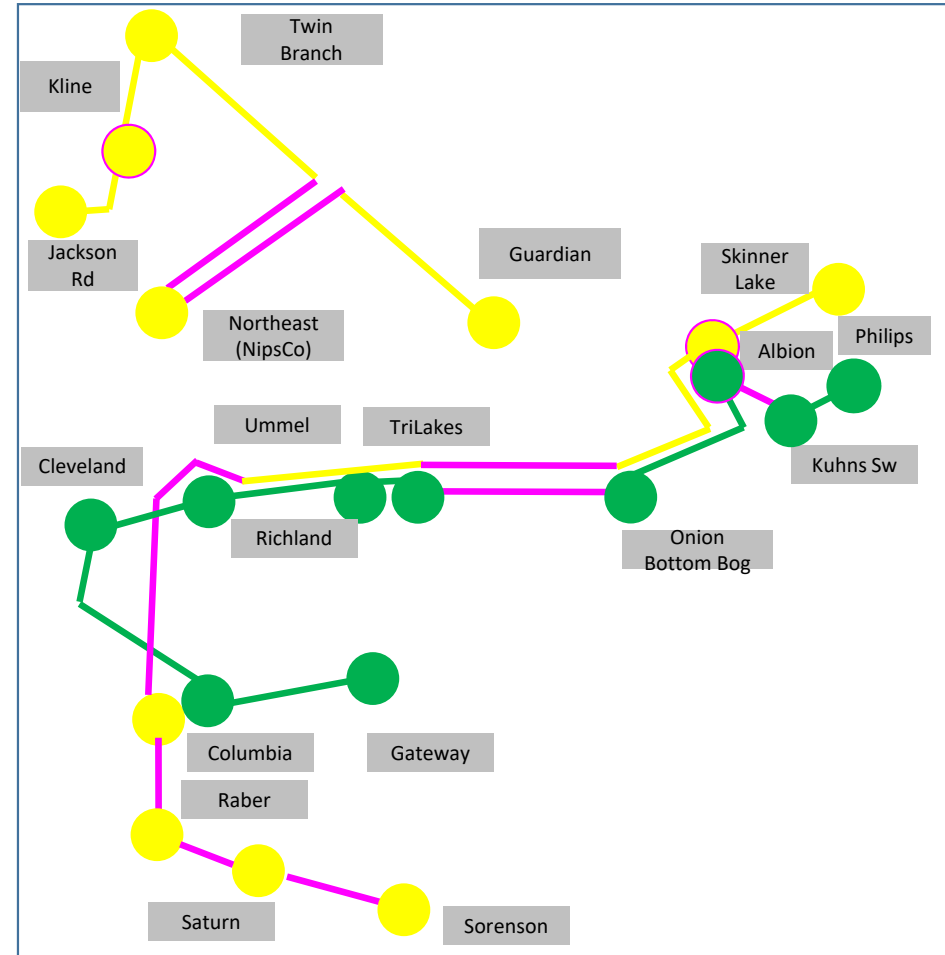 Twin
Branch
Kline
Jackson
Rd
Guardian
Skinner
Lake
Northeast
(NipsCo)
Albion
Philips
Ummel
TriLakes
Cleveland
Kuhns Sw
Richland
Onion
Bottom Bog
Columbia
Gateway
Raber
Saturn
Sorenson